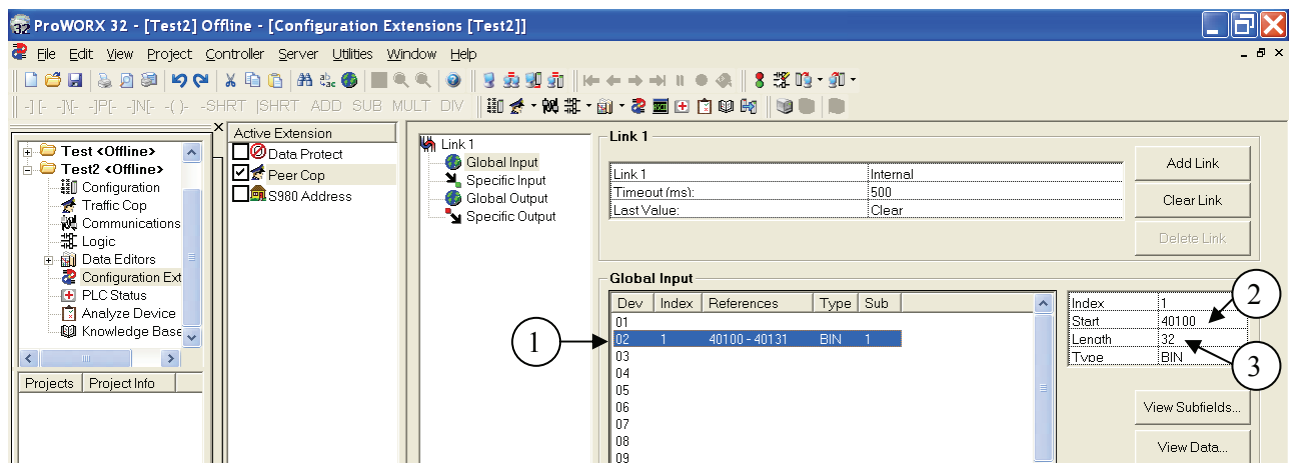 ProWORX 32 - [Test2] Offline - [Configuration Extensions [Test2]]
File Edit View Project Controller Server Utilities Window Help
-] [- -]\[- -]P[- -]N[- -( )- -SHRT |SHRT ADD SUB MULT DIV
Test <Offline>
Test2 <Offline>
Configuration
Traffic Cop
Communications
Logic
Data Editors
Configuration Ext
PLC Status
Analyze Device
Knowledge Base
Projects Project Info
Active Extension
Data Protect
Peer Cop
S980 Address
Link 1
Global Input
Specific Input
Global Output
Specific Output
Link 1
Link 1 Internal
Timeout (ms): 500
Last Value: Clear
Add Link
Clear Link
Delete Link
Global Input
Dev Index References Type Sub
01
02 1 40100 - 40131 BIN 1
03
04
05
06
07
08
09
Index 1
Start 40100
Length 32
Type BIN
View Subfields...
View Data...
1
2
3